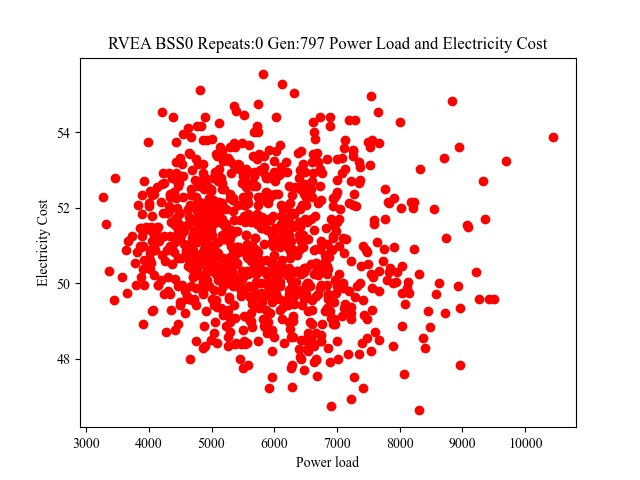 RVEA BSS0 Repeats:0 Gen:797 Power Load and Electricity Cost
54
52
50
48
Electricity Cost
3000 4000 5000 6000 7000 8000 9000 10000
Power load